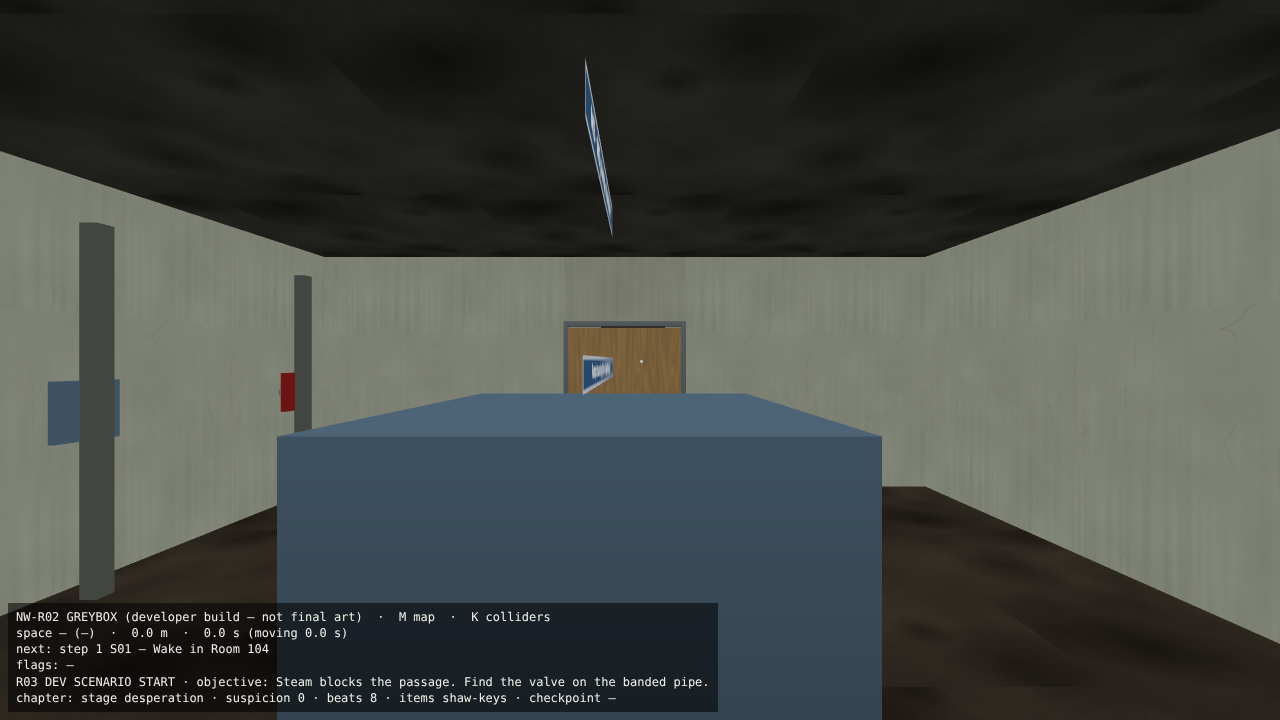 NW-R02 GREYBOX (developer build — not final art)  ·  M map  ·  K colliders
space — (—)  ·  0.0 m  ·  0.0 s (moving 0.0 s)
next: step 1 S01 — Wake in Room 104
flags: —
R03 DEV SCENARIO START · objective: Steam blocks the passage. Find the valve on the banded pipe.
chapter: stage desperation · suspicion 0 · beats 8 · items shaw-keys · checkpoint —